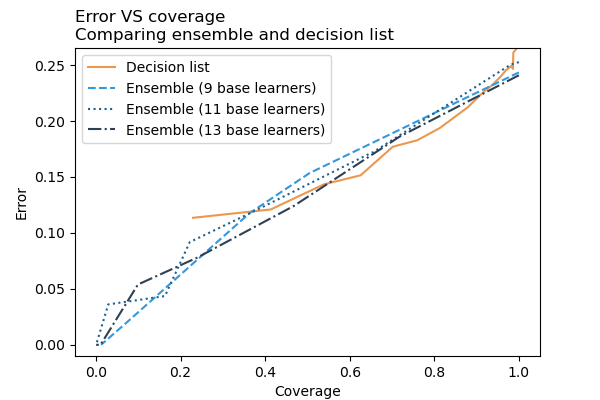 Error VS coverage
Comparing ensemble and decision list
Decision list
Ensemble (9 base learners)
Ensemble (11 base learners)
Ensemble (13 base learners)
0.25
0.20
0.15
0.10
0.05
0.00
Error
0.0 0.2 0.4 0.6 0.8 1.0
Coverage